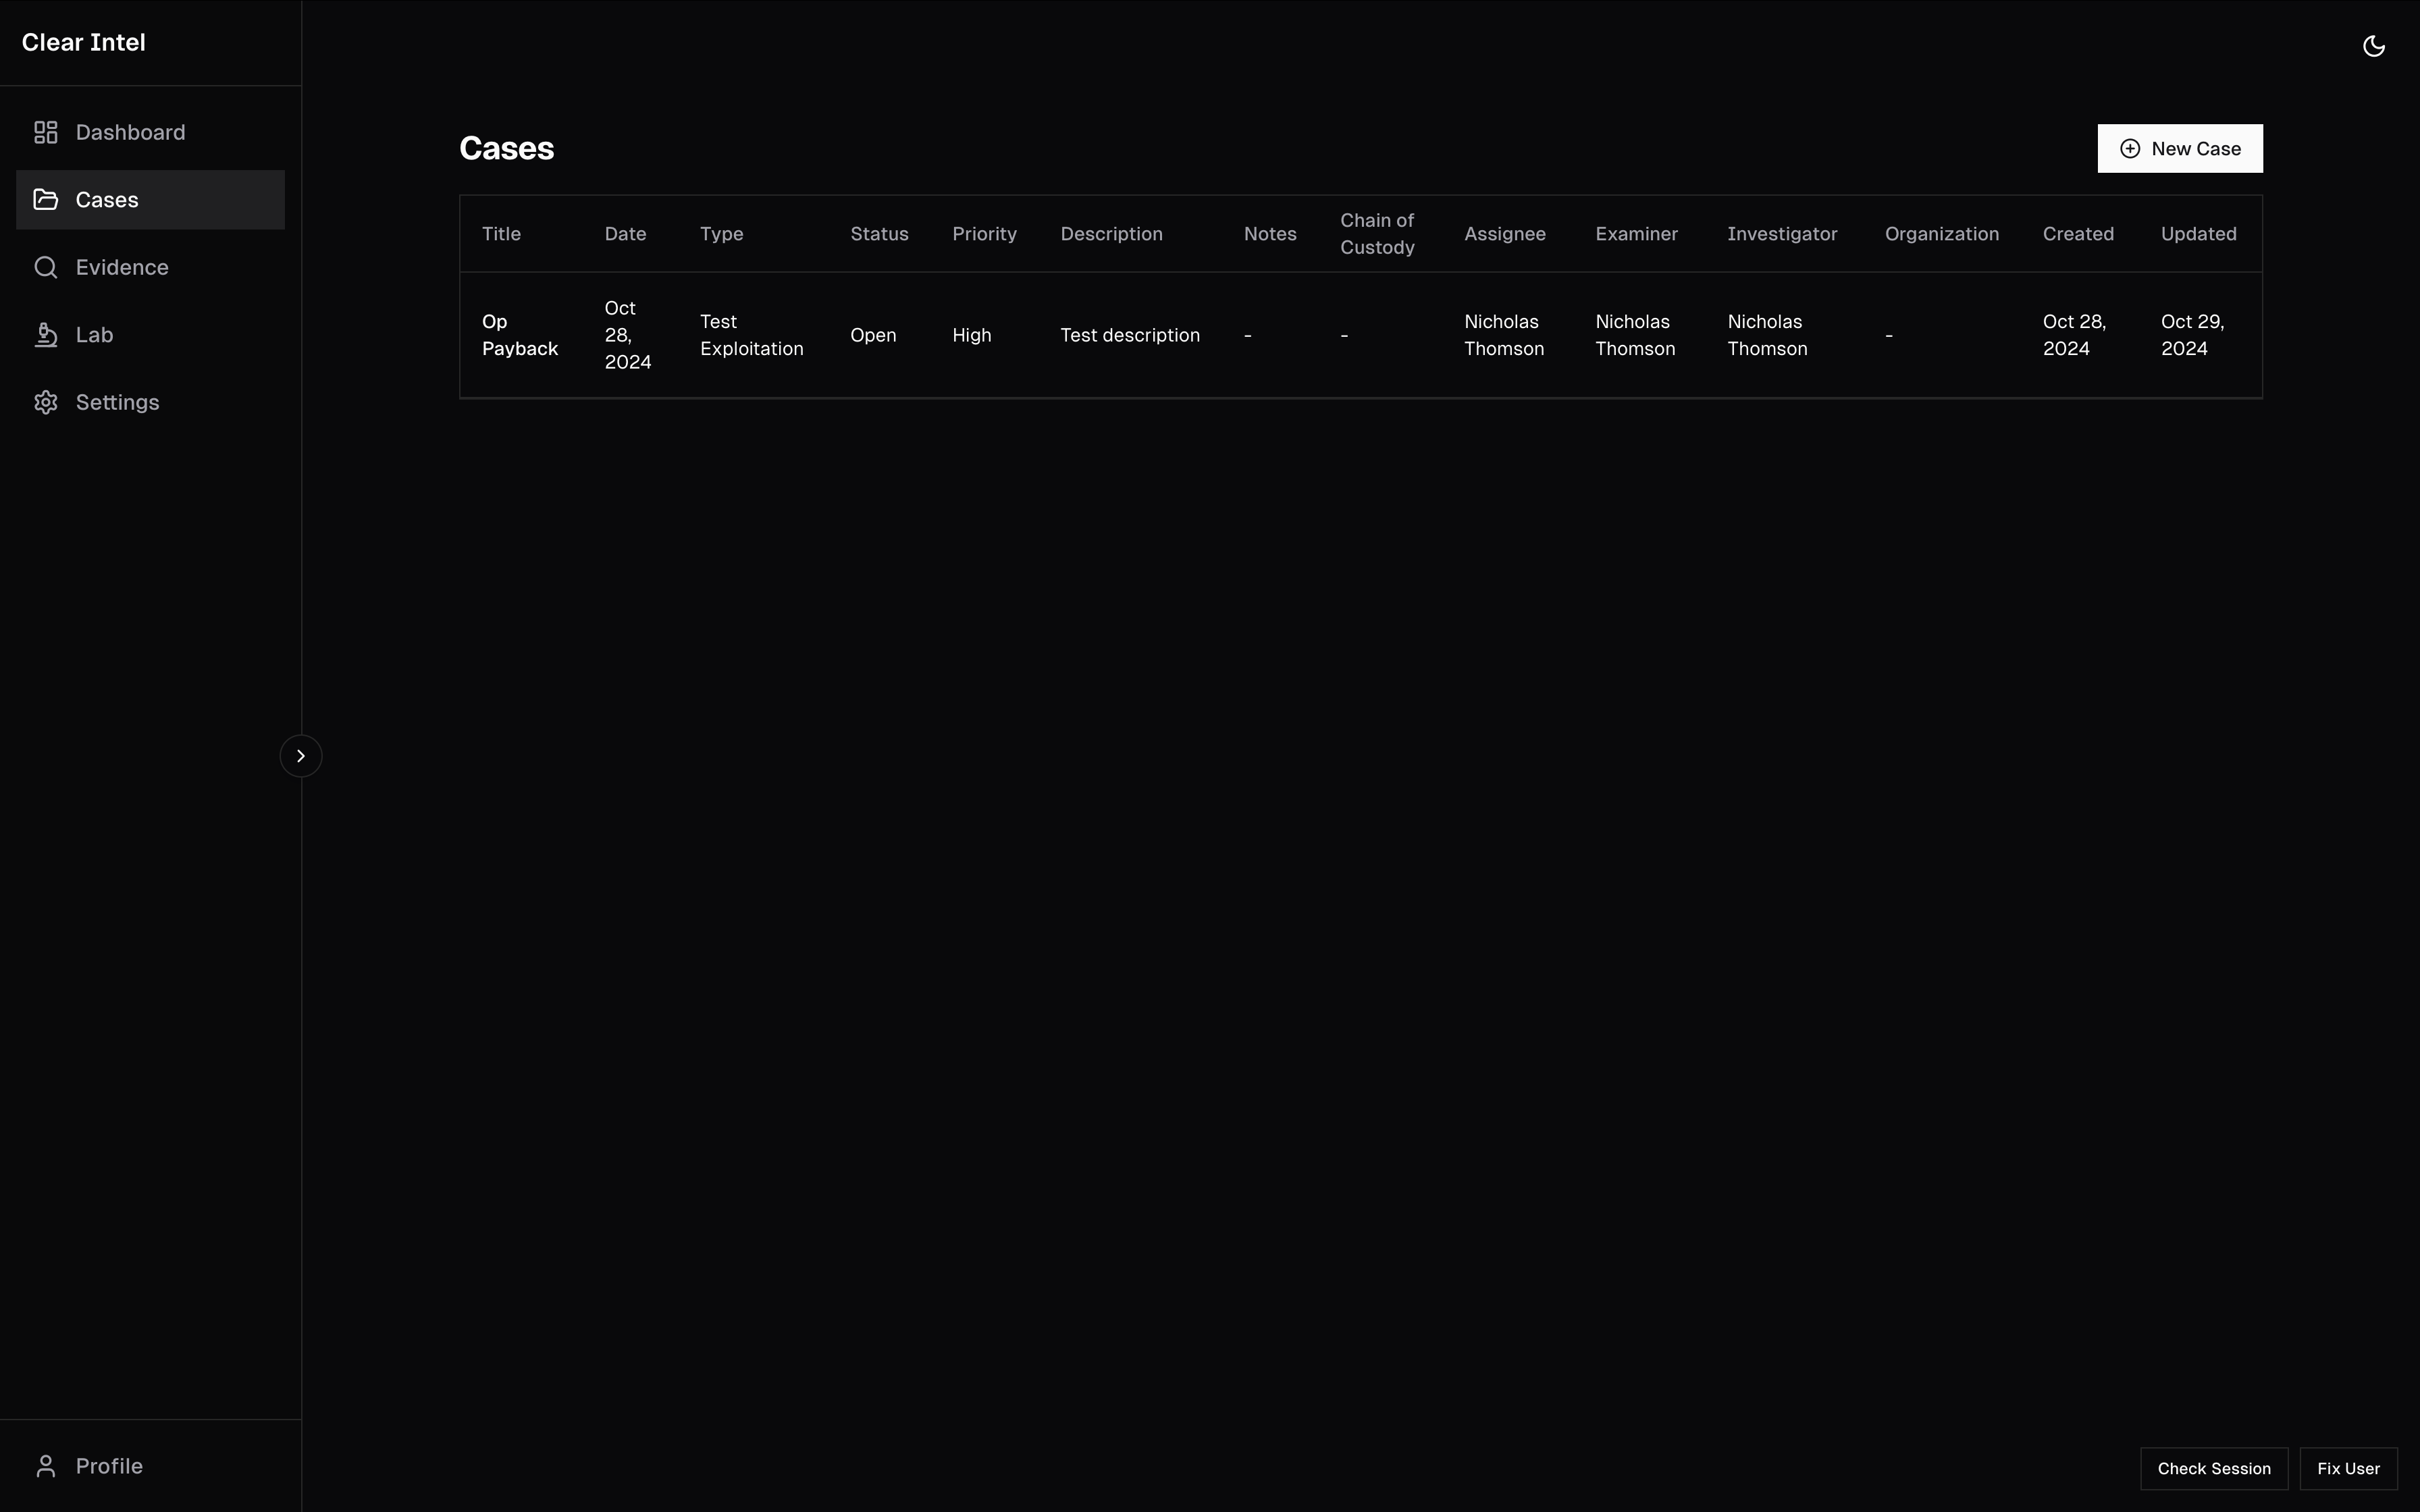 Clear Intel
Dashboard
Cases
Evidence
Lab
Settings
Profile
Cases
New Case
Title Date Type Status Priority Description Notes Chain of Custody Assignee Examiner Investigator Organization Created Updated
Op Payback Oct 28, 2024 Test Exploitation Open High Test description - - Nicholas Thomson Nicholas Thomson Nicholas Thomson - Oct 28, 2024 Oct 29, 2024
Check Session Fix User